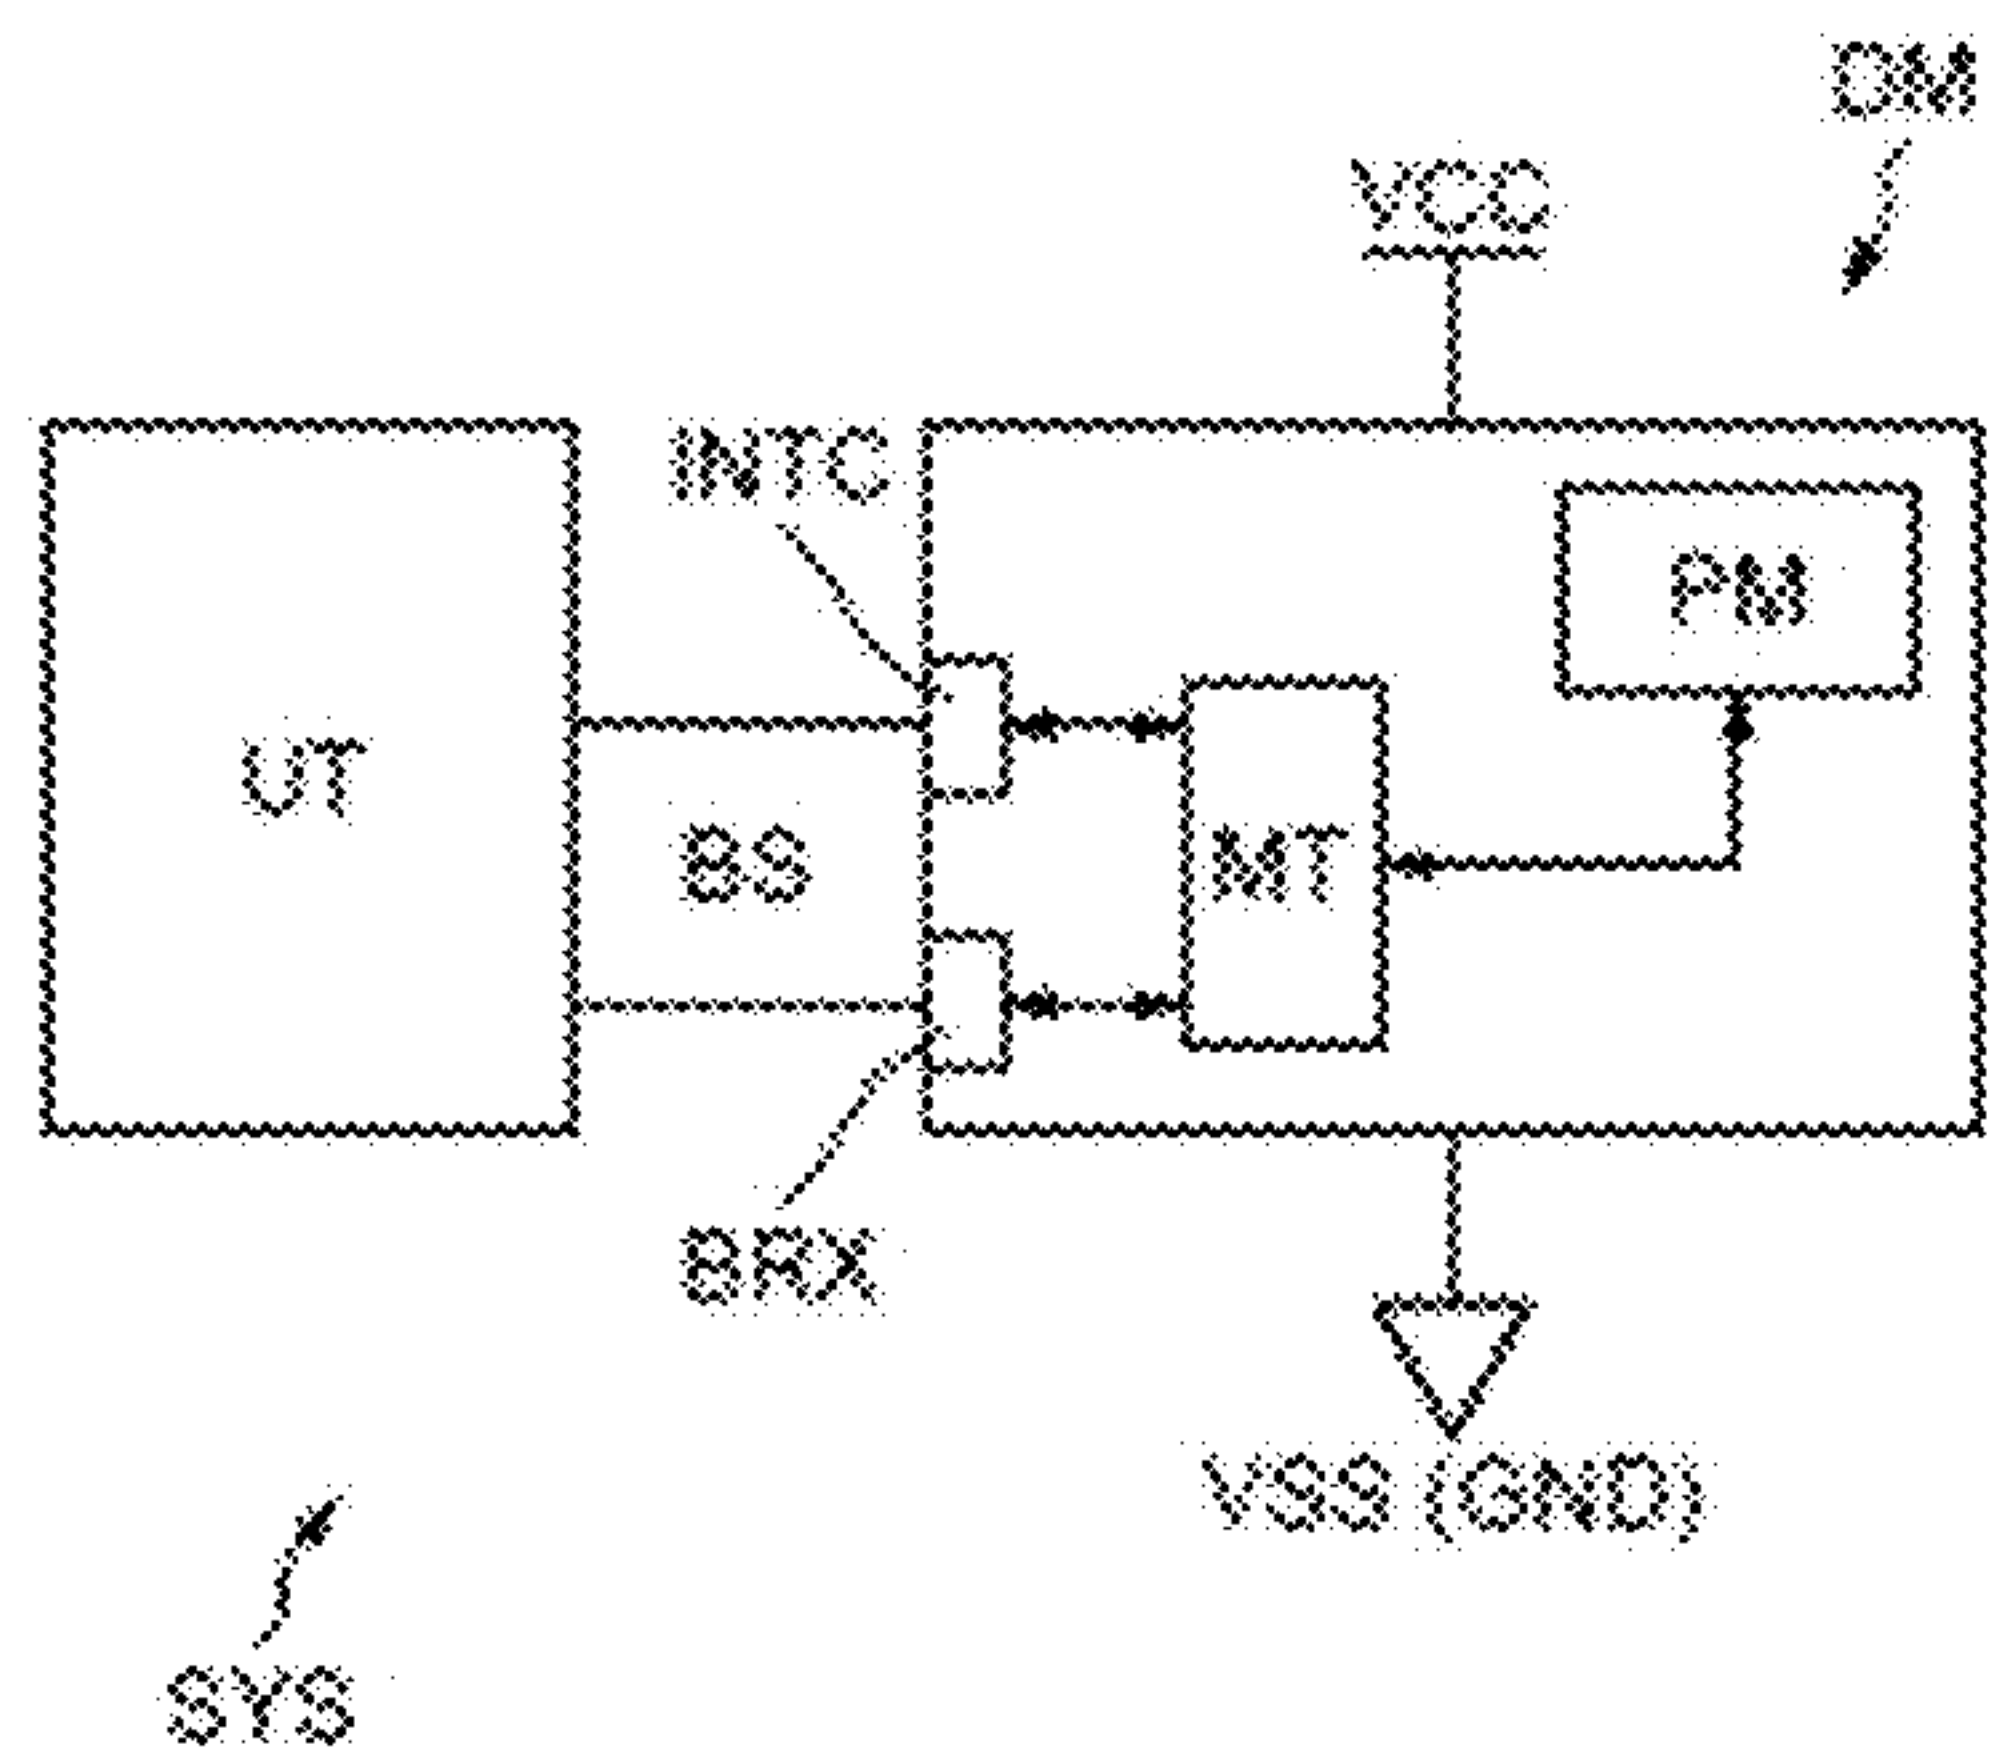 DM
VCC
INTC
PM
UT
BS
MT
BRX
VSS (GND)
SYS